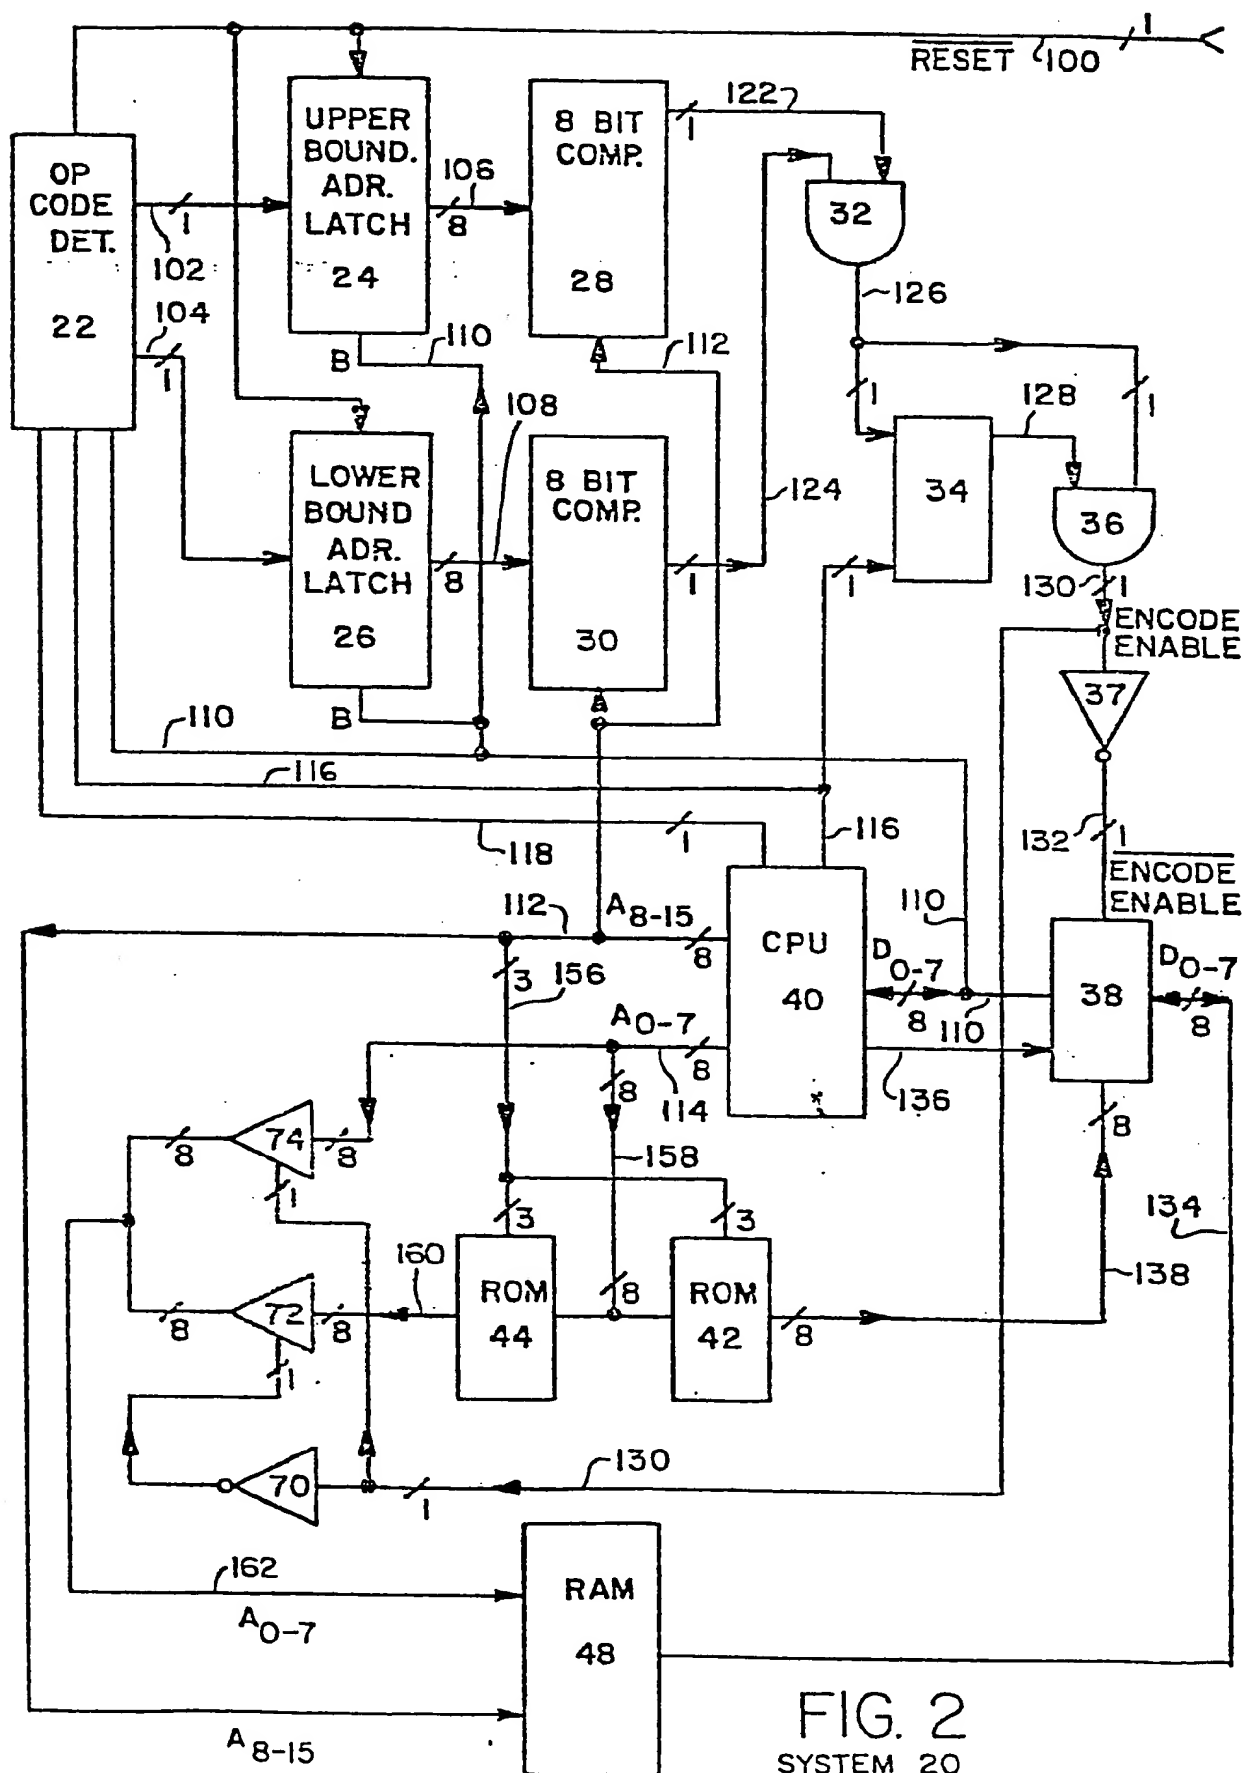 1
RESET 100
UPPER
BOUND.
ADR.
LATCH
24
8 BIT
COMP.
28
122
1
OP
CODE
DET.
22
102
1
104
1
106
8
32
126
B
110
112
1
1
128
108
LOWER
BOUND
ADR.
LATCH
26
8 BIT
COMP.
30
8
1
124
34
36
1
130
1
ENCODE
ENABLE
37
B
110
116
118
1
116
132
1
ENCODE
ENABLE
112
A8-15
8
CPU
40
110
D0-7
8
110
38
D0-7
8
3
156
A0-7
8
114
8
136
8
74
8
8
1
158
3
3
134
160
ROM
44
8
ROM
42
8
138
72
8
8
1
70
1
130
162
A0-7
RAM
48
A8-15
FIG. 2
SYSTEM 20